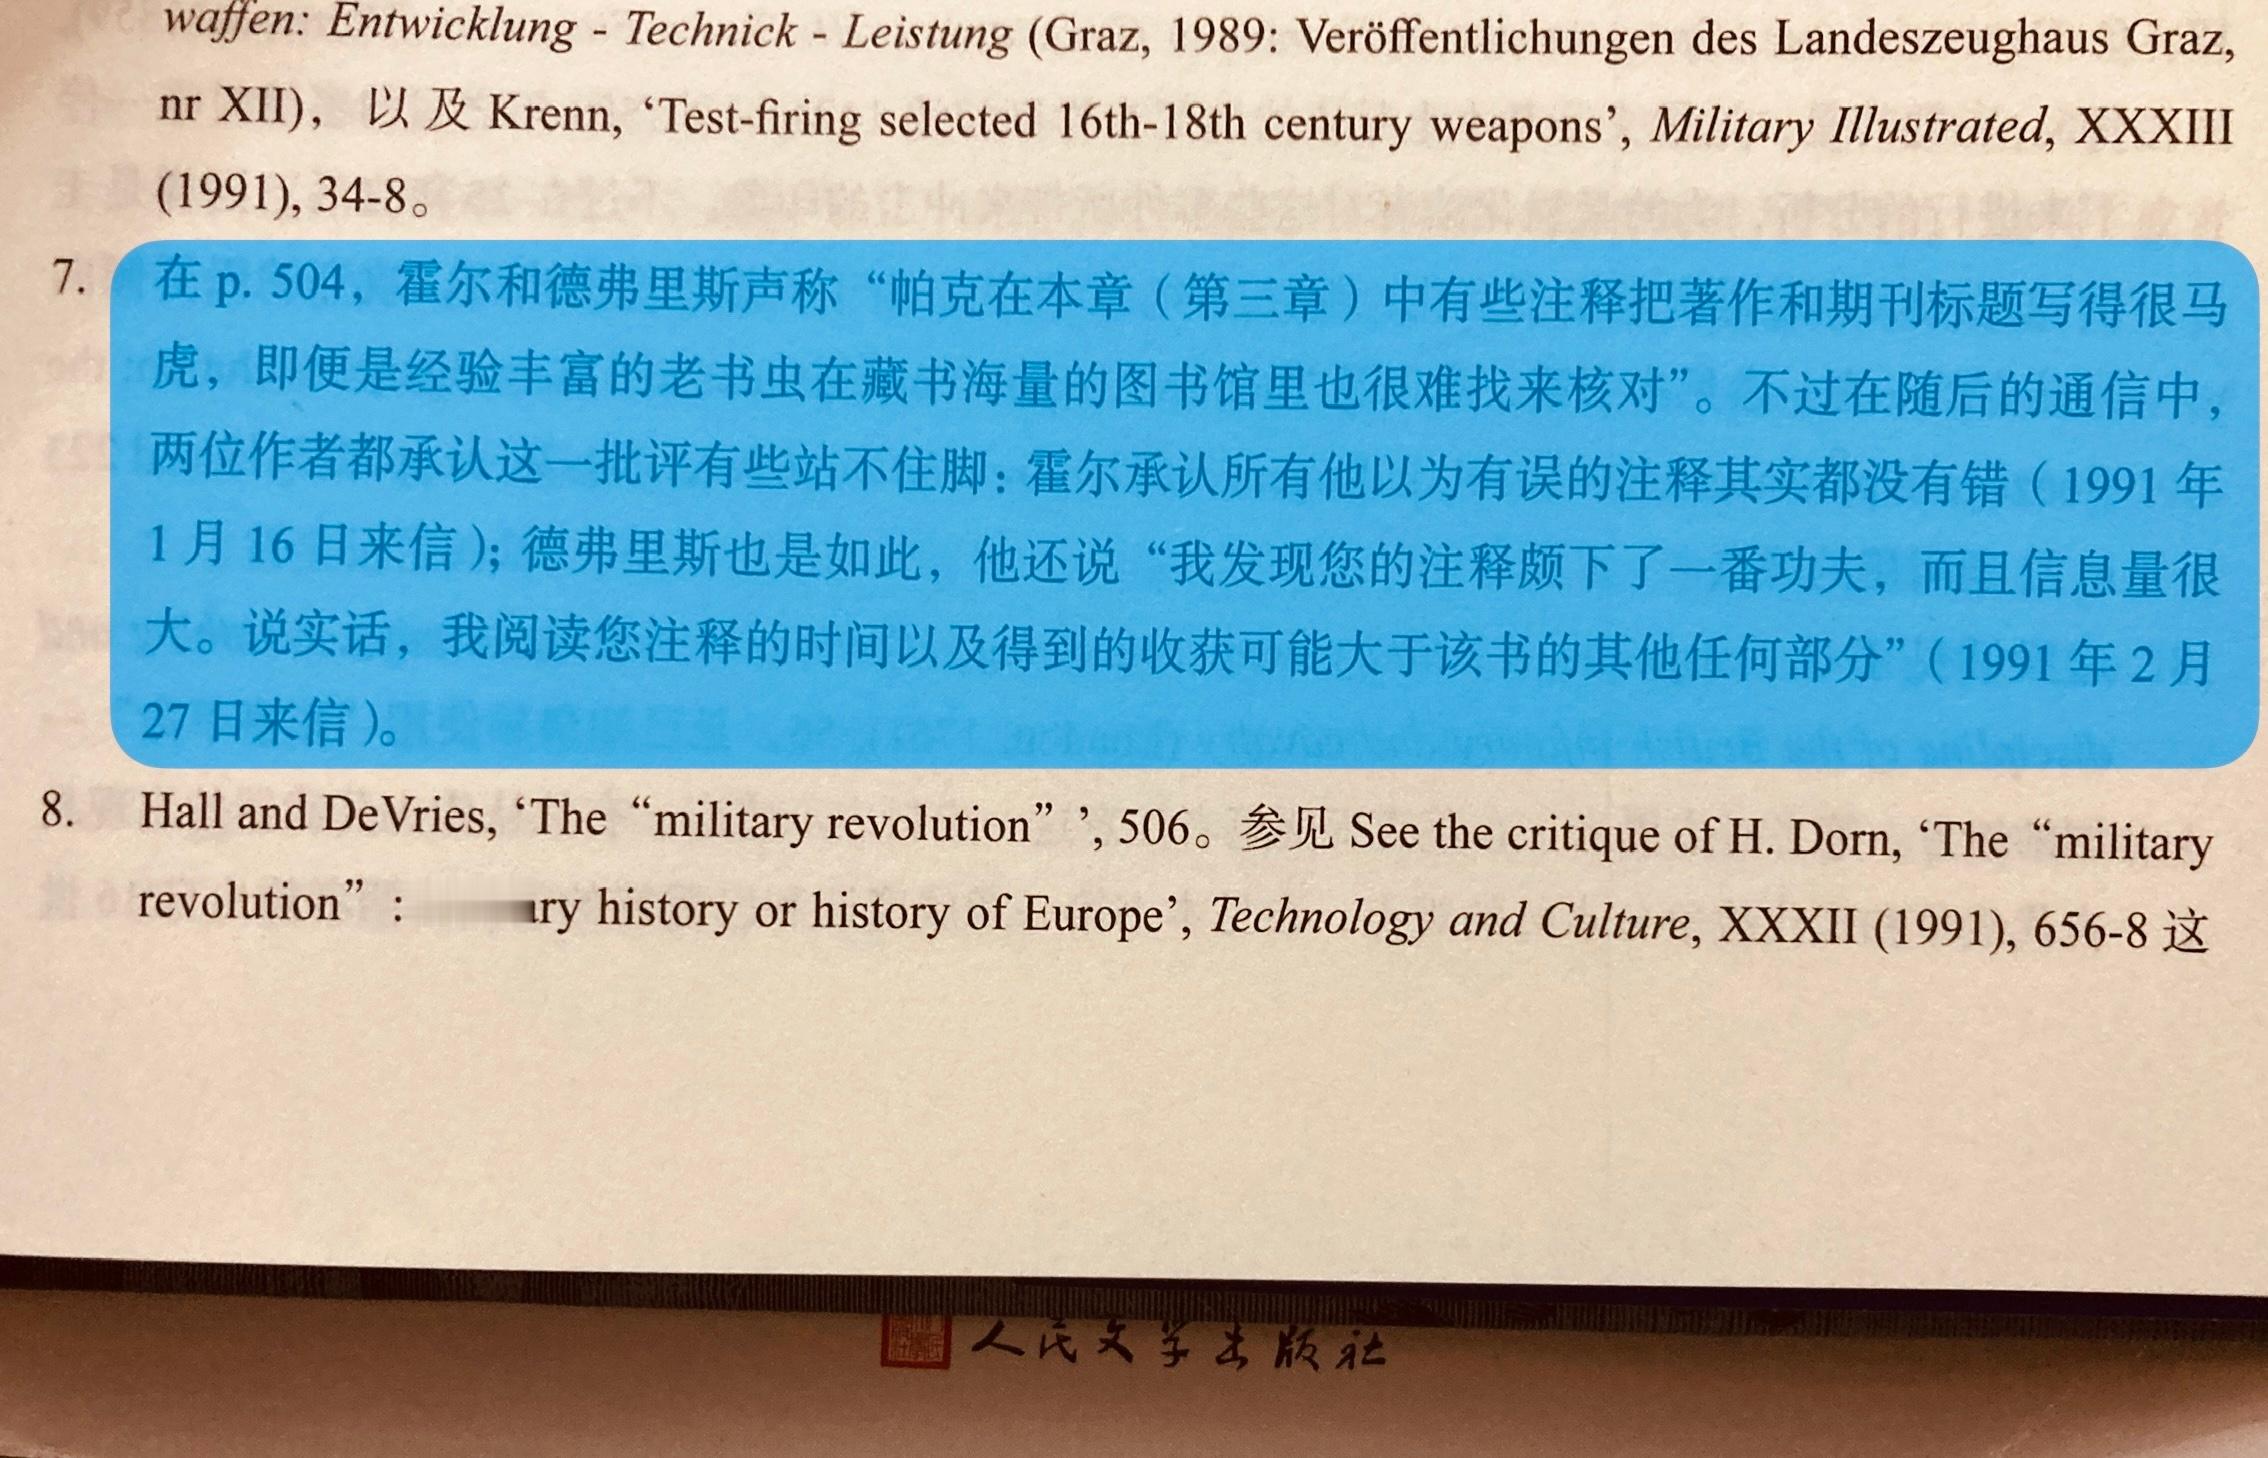 waffen: Entwicklung - Technick - Leistung (Graz, 1989: Veröffentlichungen des Landeszeughaus Graz,
nr XII)， 以及 Krenn, ‘Test-firing selected 16th-18th century weapons’, Military Illustrated, XXXIII
(1991), 34-8。
7. 在 p. 504，霍尔和德弗里斯声称“帕克在本章（第三章）中有些注释把著作和期刊标题写得很马
虎，即便是经验丰富的老书虫在藏书海量的图书馆里也很难找来核对”。不过在随后的通信中，
两位作者都承认这一批评有些站不住脚：霍尔承认所有他以为有误的注释其实都没有错（1991 年
1 月 16 日来信）；德弗里斯也是如此，他还说“我发现您的注释颇下了一番功夫，而且信息量很
大。说实话，我阅读您注释的时间以及得到的收获可能大于该书的其他任何部分”（1991 年 2 月
27 日来信）。
8. Hall and DeVries, ‘The “military revolution” ’, 506。参见 See the critique of H. Dorn, ‘The “military
revolution” : ry history or history of Europe’, Technology and Culture, XXXII (1991), 656-8 这
人民文学出版社